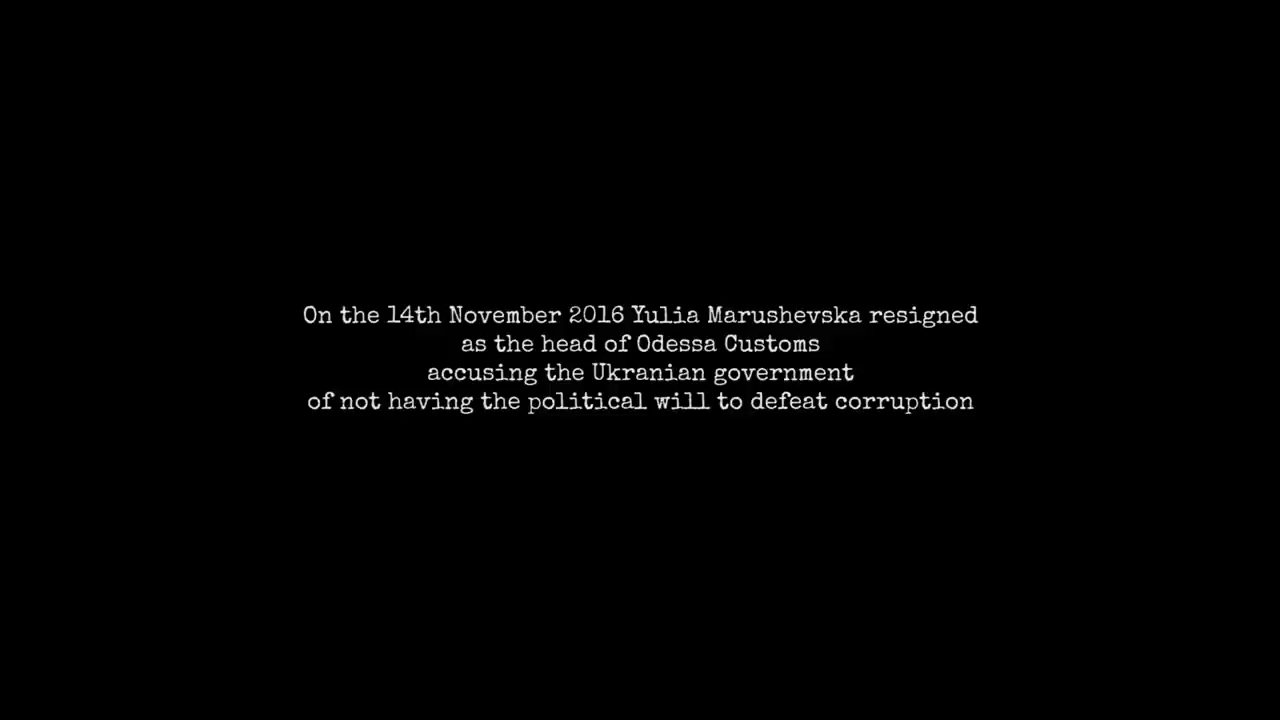 On the 14th November 2016 Yulia Marushevska resigned
as the head of Odessa Customs
accusing the Ukranian government
of not having the political will to defeat corruption